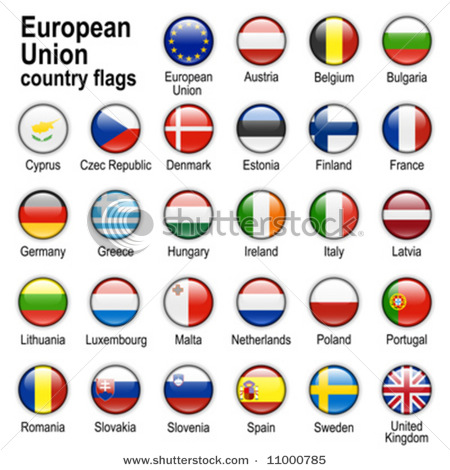 European
Union
country flags
European
Union
Austria
Belgium
Bulgaria
Cyprus
Czec Republic
Denmark
Estonia
Finland
France
shutterstock
Germany
Greece
Hungary
Ireland
Italy
Latvia
Lithuania
Luxembourg
Malta
Netherlands
Poland
Portugal
Romania
Slovakia
Slovenia
Spain
Sweden
United
Kingdom
www.shutterstock.com · 11000785